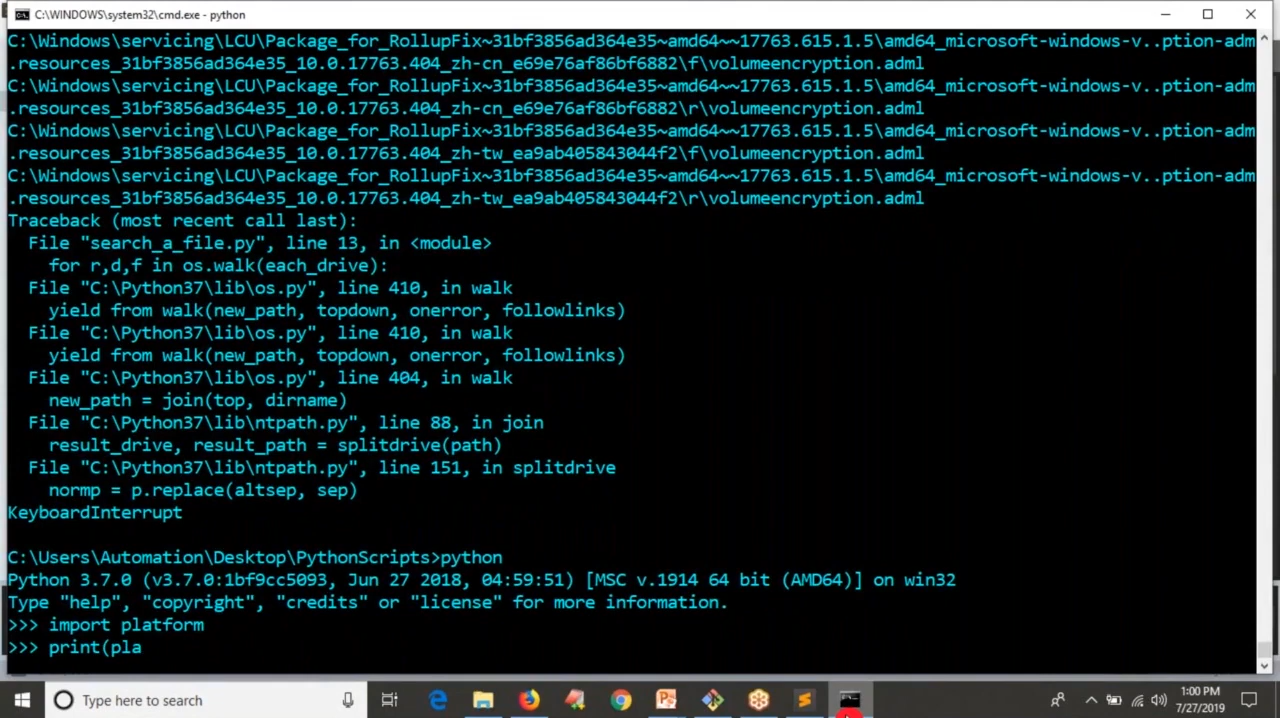 C:\WINDOWS\system32\cmd.exe - python
C:\Windows\servicing\LCU\Package_for_RollupFix~31bf3856ad364e35~amd64~~17763.615.1.5\amd64_microsoft-windows-v..ption-adm
.resources_31bf3856ad364e35_10.0.17763.404_zh-cn_e69e76af86bf6882\f\volumeencryption.adml
C:\Windows\servicing\LCU\Package_for_RollupFix~31bf3856ad364e35~amd64~~17763.615.1.5\amd64_microsoft-windows-v..ption-adm
.resources_31bf3856ad364e35_10.0.17763.404_zh-cn_e69e76af86bf6882\r\volumeencryption.adml
C:\Windows\servicing\LCU\Package_for_RollupFix~31bf3856ad364e35~amd64~~17763.615.1.5\amd64_microsoft-windows-v..ption-adm
.resources_31bf3856ad364e35_10.0.17763.404_zh-tw_ea9ab405843044f2\f\volumeencryption.adml
C:\Windows\servicing\LCU\Package_for_RollupFix~31bf3856ad364e35~amd64~~17763.615.1.5\amd64_microsoft-windows-v..ption-adm
.resources_31bf3856ad364e35_10.0.17763.404_zh-tw_ea9ab405843044f2\r\volumeencryption.adml
Traceback (most recent call last):
  File "search_a_file.py", line 13, in <module>
    for r,d,f in os.walk(each_drive):
  File "C:\Python37\lib\os.py", line 410, in walk
    yield from walk(new_path, topdown, onerror, followlinks)
  File "C:\Python37\lib\os.py", line 410, in walk
    yield from walk(new_path, topdown, onerror, followlinks)
  File "C:\Python37\lib\os.py", line 404, in walk
    new_path = join(top, dirname)
  File "C:\Python37\lib\ntpath.py", line 88, in join
    result_drive, result_path = splitdrive(path)
  File "C:\Python37\lib\ntpath.py", line 151, in splitdrive
    normp = p.replace(altsep, sep)
KeyboardInterrupt
C:\Users\Automation\Desktop\PythonScripts>python
Python 3.7.0 (v3.7.0:1bf9cc5093, Jun 27 2018, 04:59:51) [MSC v.1914 64 bit (AMD64)] on win32
Type "help", "copyright", "credits" or "license" for more information.
>>> import platform
>>> print(pla
Type here to search
1:00 PM
7/27/2019